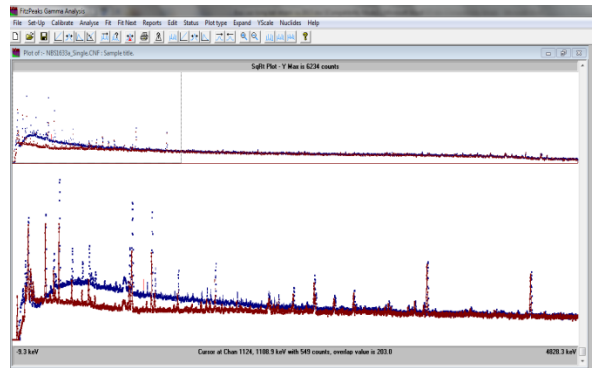 FitzPeaks Gamma Analysis
File Set-Up Calibrate Analyse Fit Fit Next Reports Edit Status Plot type Expand YScale Nuclides Help
Plot of :- NBS1633a_Single.CNF : Sample title.
SqRt Plot - Y Max is 6234 counts
-9.3 keV
Cursor at Chan 1124, 1108.9 keV with 549 counts, overlap value is 203.0
4028.3 keV